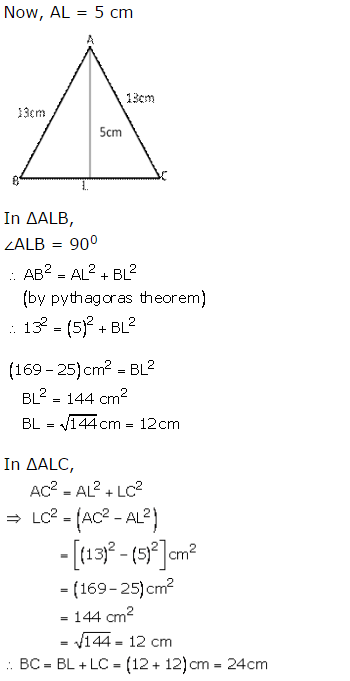 Now, AL = 5 cm
A
13cm
13cm
5cm
B
L
C
In ΔALB,
∠ALB = 90⁰
∴ AB² = AL² + BL²
(by pythagoras theorem)
∴ 13² = (5)² + BL²
(169 – 25) cm² = BL²
BL² = 144 cm²
BL = √144 cm = 12cm
In ΔALC,
AC² = AL² + LC²
⇒ LC² = (AC² – AL²)
= [(13)² – (5)²] cm²
= (169 – 25) cm²
= 144 cm²
= √144 = 12 cm
∴ BC = BL + LC = (12 + 12) cm = 24cm